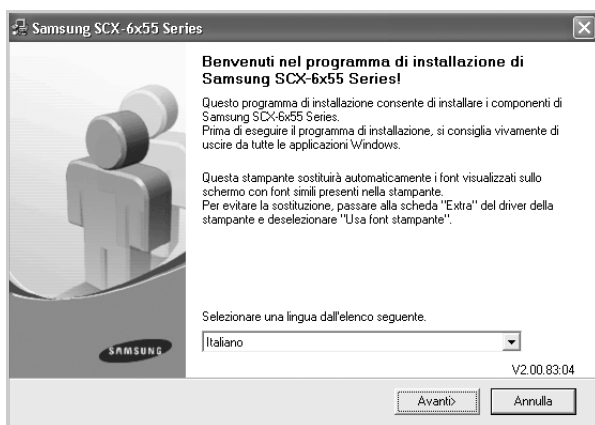 Samsung SCX-6x55 Series
Benvenuti nel programma di installazione di
Samsung SCX-6x55 Series!
Questo programma di installazione consente di installare i componenti di
Samsung SCX-6x55 Series.
Prima di eseguire il programma di installazione, si consiglia vivamente di
uscire da tutte le applicazioni Windows.
Questa stampante sostituirà automaticamente i font visualizzati sullo
schermo con font simili presenti nella stampante.
Per evitare la sostituzione, passare alla scheda "Extra" del driver della
stampante e deselezionare "Usa font stampante".
Selezionare una lingua dall'elenco seguente.
Italiano
SAMSUNG
V2.00.83:04
Avanti>
Annulla